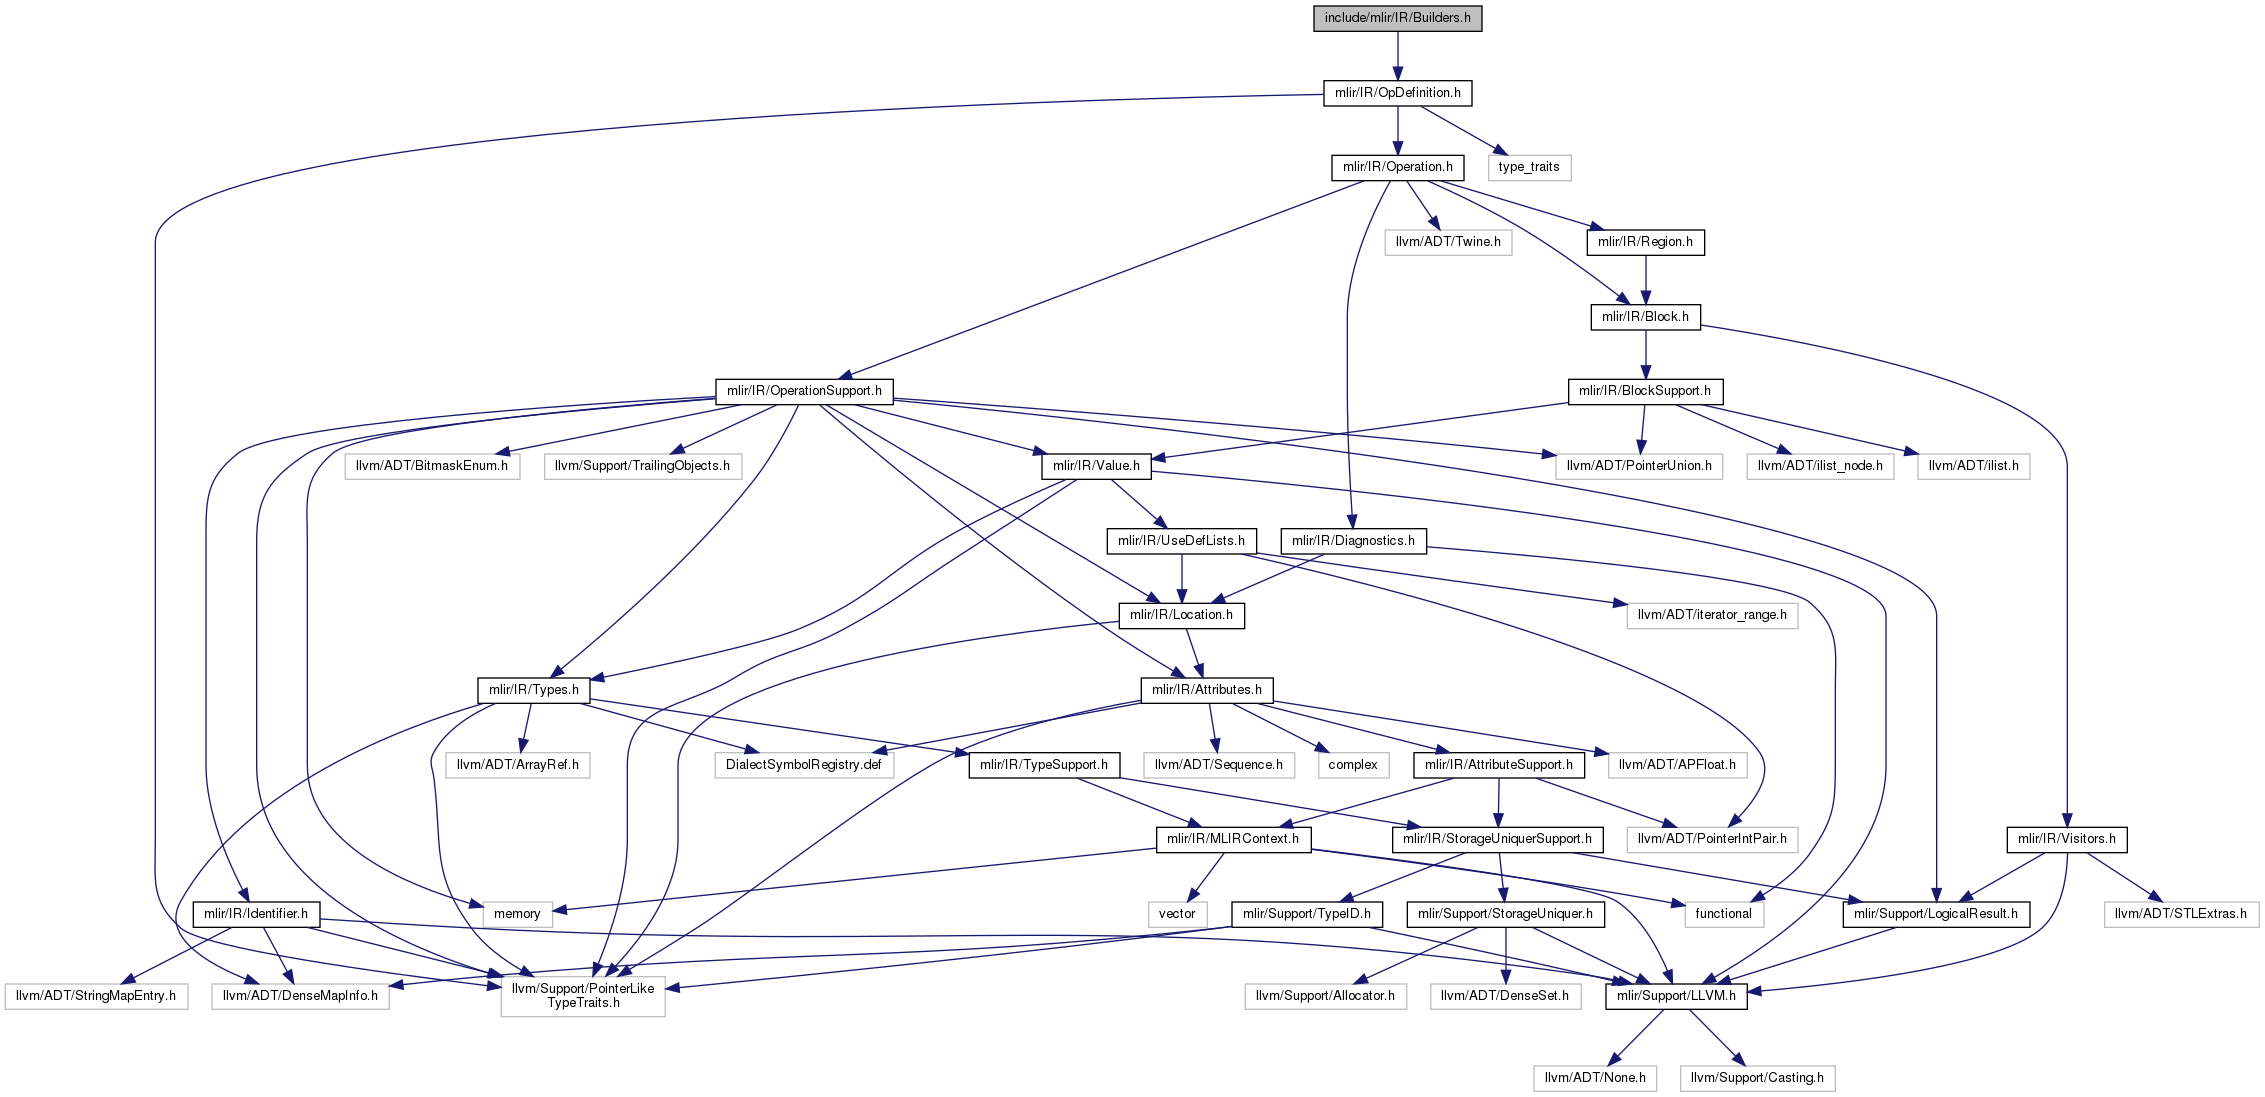 include/mlir/IR/Builders.h
mlir/IR/OpDefinition.h
mlir/IR/Operation.h
type_traits
llvm/ADT/Twine.h
mlir/IR/Region.h
mlir/IR/Block.h
mlir/IR/OperationSupport.h
mlir/IR/BlockSupport.h
llvm/ADT/BitmaskEnum.h
llvm/Support/TrailingObjects.h
mlir/IR/Value.h
llvm/ADT/PointerUnion.h
llvm/ADT/ilist_node.h
llvm/ADT/ilist.h
mlir/IR/UseDefLists.h
mlir/IR/Diagnostics.h
mlir/IR/Location.h
llvm/ADT/iterator_range.h
mlir/IR/Types.h
mlir/IR/Attributes.h
llvm/ADT/ArrayRef.h
DialectSymbolRegistry.def
mlir/IR/TypeSupport.h
llvm/ADT/Sequence.h
complex
mlir/IR/AttributeSupport.h
llvm/ADT/APFloat.h
mlir/IR/MLIRContext.h
mlir/IR/StorageUniquerSupport.h
llvm/ADT/PointerIntPair.h
mlir/IR/Visitors.h
mlir/IR/Identifier.h
memory
vector
mlir/Support/TypeID.h
mlir/Support/StorageUniquer.h
functional
mlir/Support/LogicalResult.h
llvm/ADT/STLExtras.h
llvm/ADT/StringMapEntry.h
llvm/ADT/DenseMapInfo.h
llvm/Support/PointerLike
TypeTraits.h
llvm/Support/Allocator.h
llvm/ADT/DenseSet.h
mlir/Support/LLVM.h
llvm/ADT/None.h
llvm/Support/Casting.h